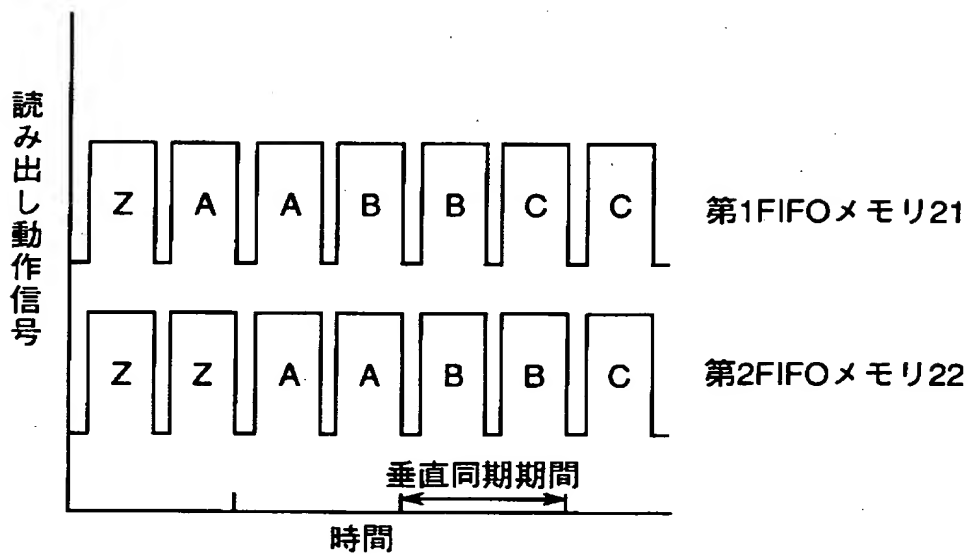 読み出し動作信号
Z A A B B C C
第1FIFOメモリ21
Z Z A A B B C
第2FIFOメモリ22
垂直同期期間
時間